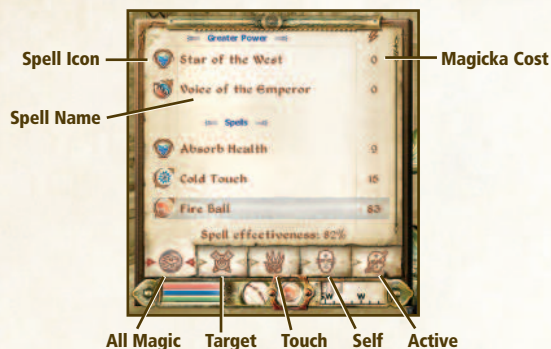 Greater Power
Spell Icon
Star of the West 0
Magicka Cost
Voice of the Emperor 0
Spell Name
Spells
Absorb Health 9
Cold Touch 15
Fire Ball 83
Spell effectiveness: 82%
SW W
All Magic Target Touch Self Active